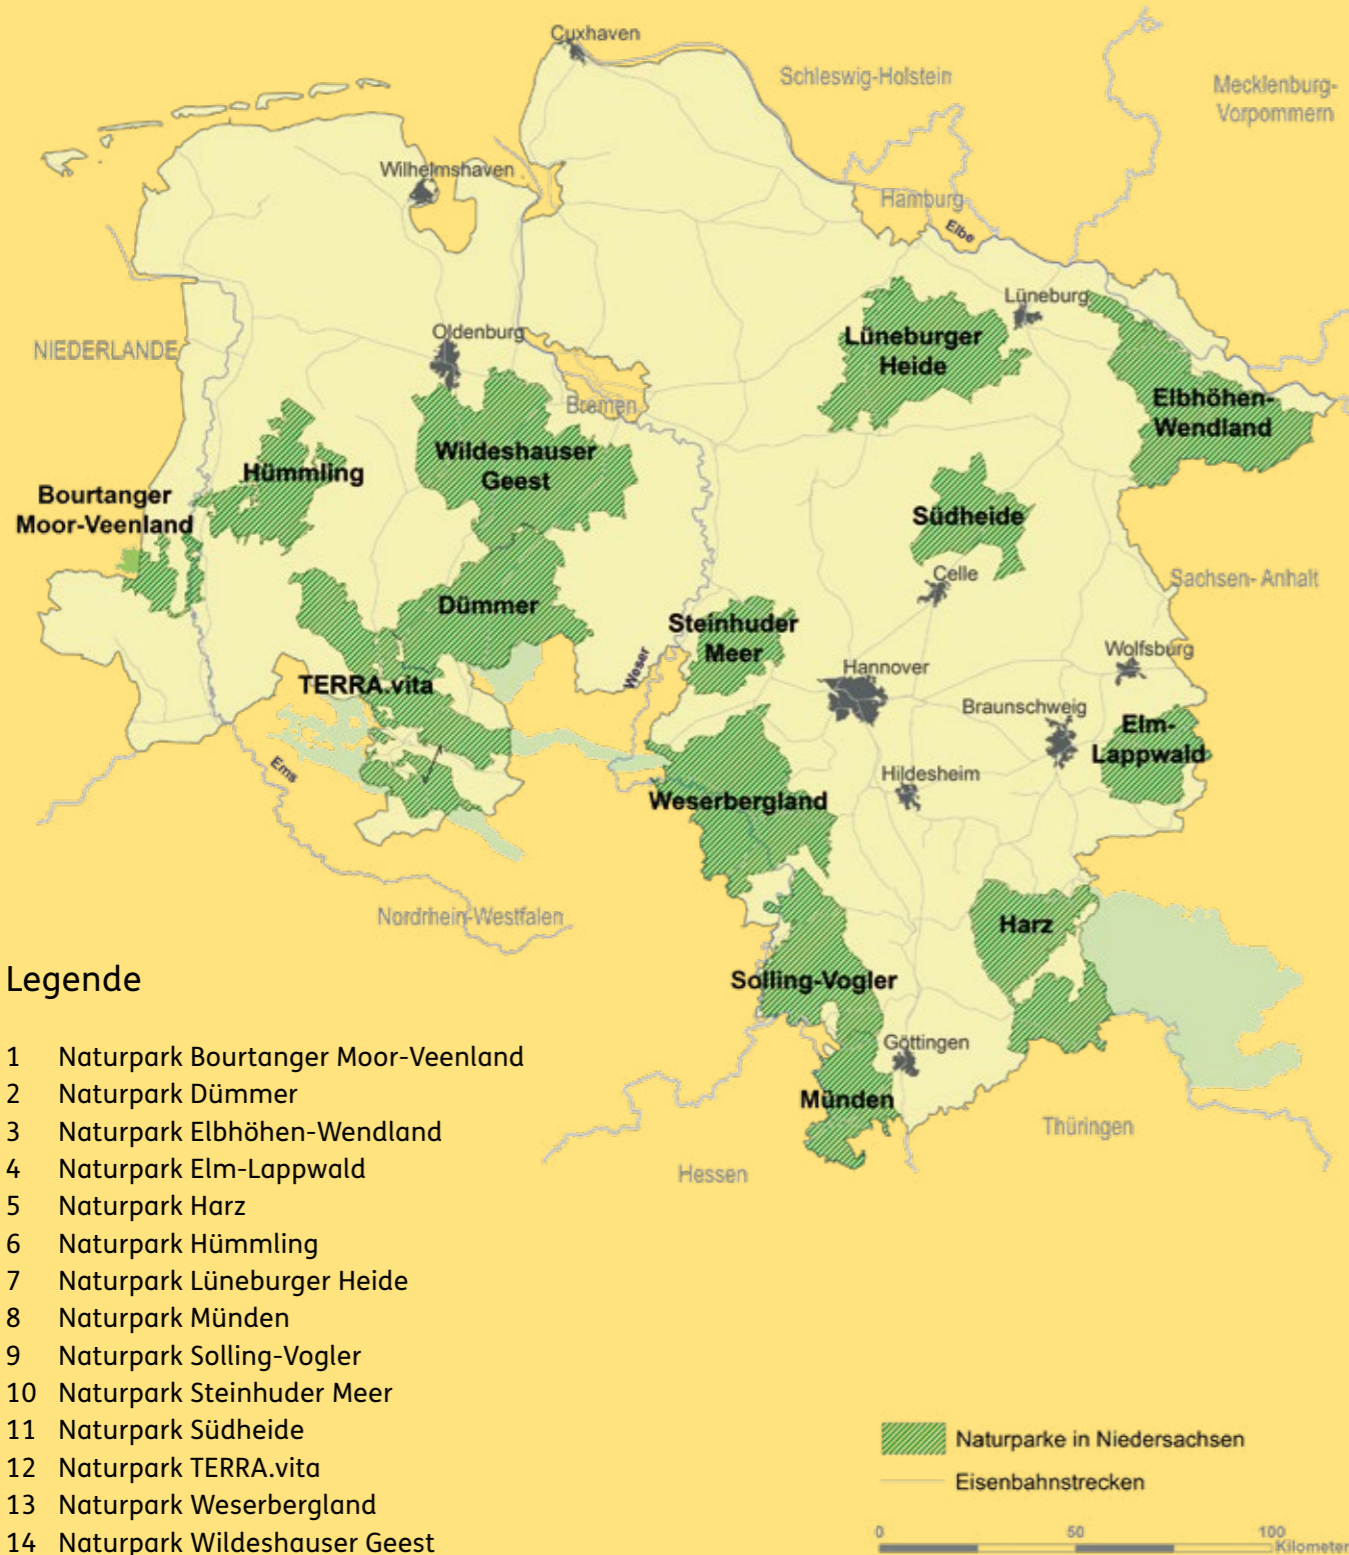 Cuxhaven
Schleswig-Holstein
Mecklenburg-
Vorpommern
Wilhelmshaven
Hamburg
Elbe
Lüneburg
Oldenburg
NIEDERLANDE
Lüneburger
Heide
Bremen
Elbhöhen-
Wendland
Wildeshauser
Geest
Hümmling
Bourtanger
Moor-Veenland
Südheide
Celle
Sachsen- Anhalt
Dümmer
Steinhuder
Meer
Weser
Hannover
Wolfsburg
TERRA.vita
Braunschweig
Elm-
Lappwald
Ems
Hildesheim
Weserbergland
Nordrhein-Westfalen
Harz
Solling-Vogler
Göttingen
Münden
Thüringen
Hessen
Legende
1 Naturpark Bourtanger Moor-Veenland
2 Naturpark Dümmer
3 Naturpark Elbhöhen-Wendland
4 Naturpark Elm-Lappwald
5 Naturpark Harz
6 Naturpark Hümmling
7 Naturpark Lüneburger Heide
8 Naturpark Münden
9 Naturpark Solling-Vogler
10 Naturpark Steinhuder Meer
11 Naturpark Südheide
12 Naturpark TERRA.vita
13 Naturpark Weserbergland
14 Naturpark Wildeshauser Geest
Naturparke in Niedersachsen
Eisenbahnstrecken
0 50 100
Kilometer